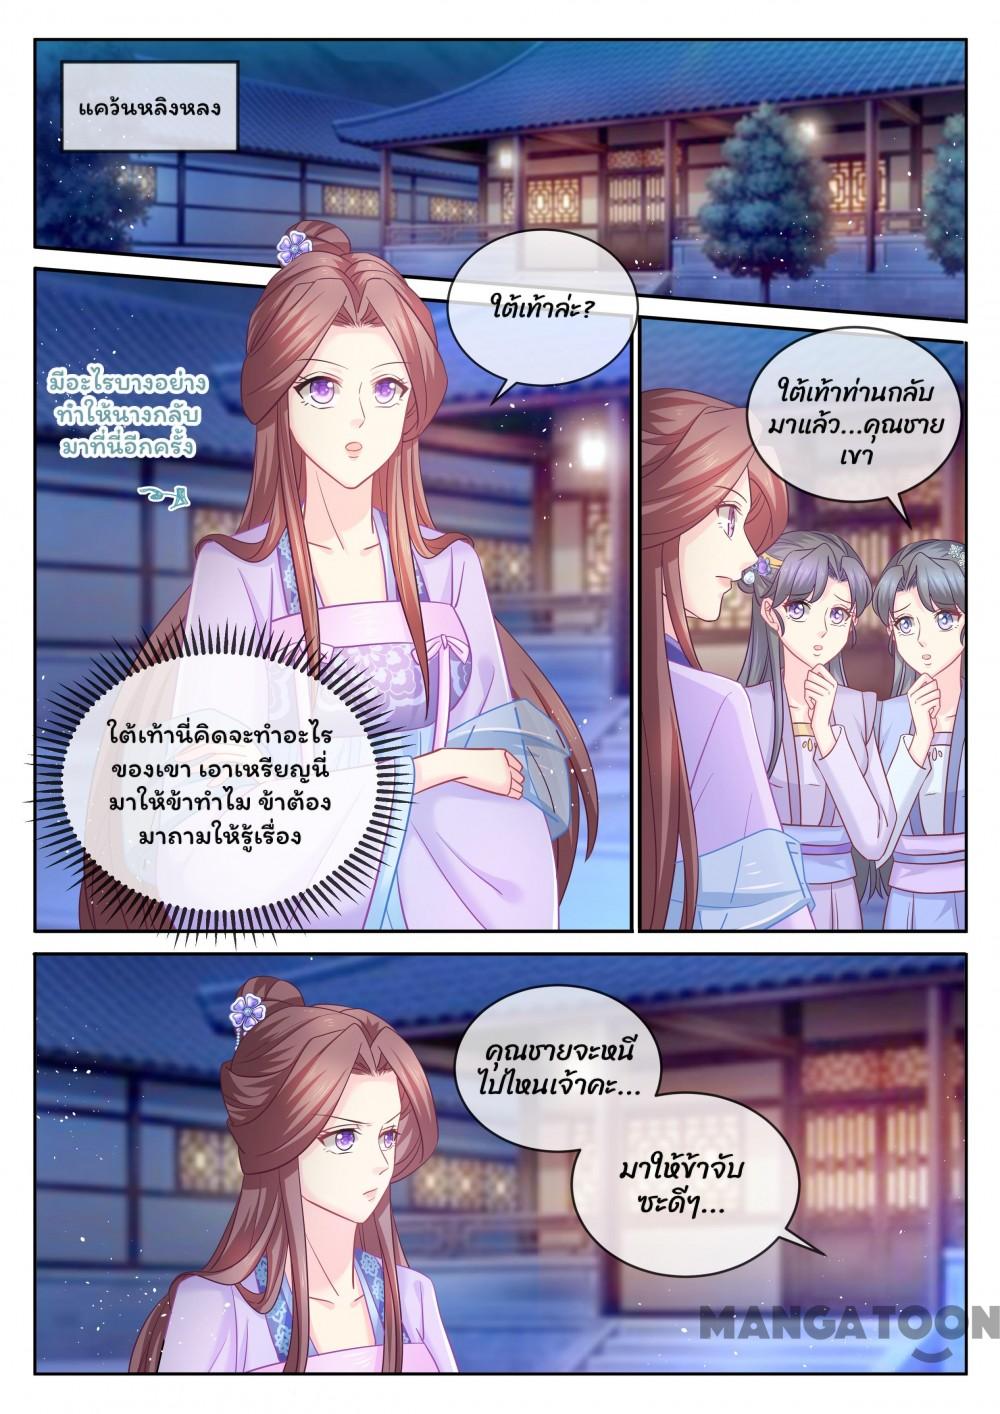 แคว้นหลิงหลง
ใต้เท้าล่ะ?
มีอะไรบางอย่าง
ทำให้นางกลับ
มาที่นี่อีกครั้ง
ใต้เท้าท่านกลับ
มาแล้ว...คุณชาย
เขา
ใต้เท้านี่คิดจะทำอะไร
ของเขา เอาเหรียญนี่
มาให้ข้าทำไม ข้าต้อง
มาถามให้รู้เรื่อง
คุณชายจะหนี
ไปไหนเจ้าคะ...
มาให้ข้าจับ
ซะดีๆ...
MANGATOON